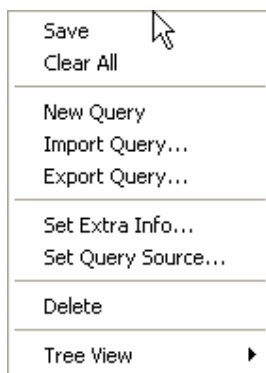 Save
Clear All
New Query
Import Query...
Export Query...
Set Extra Info...
Set Query Source...
Delete
Tree View